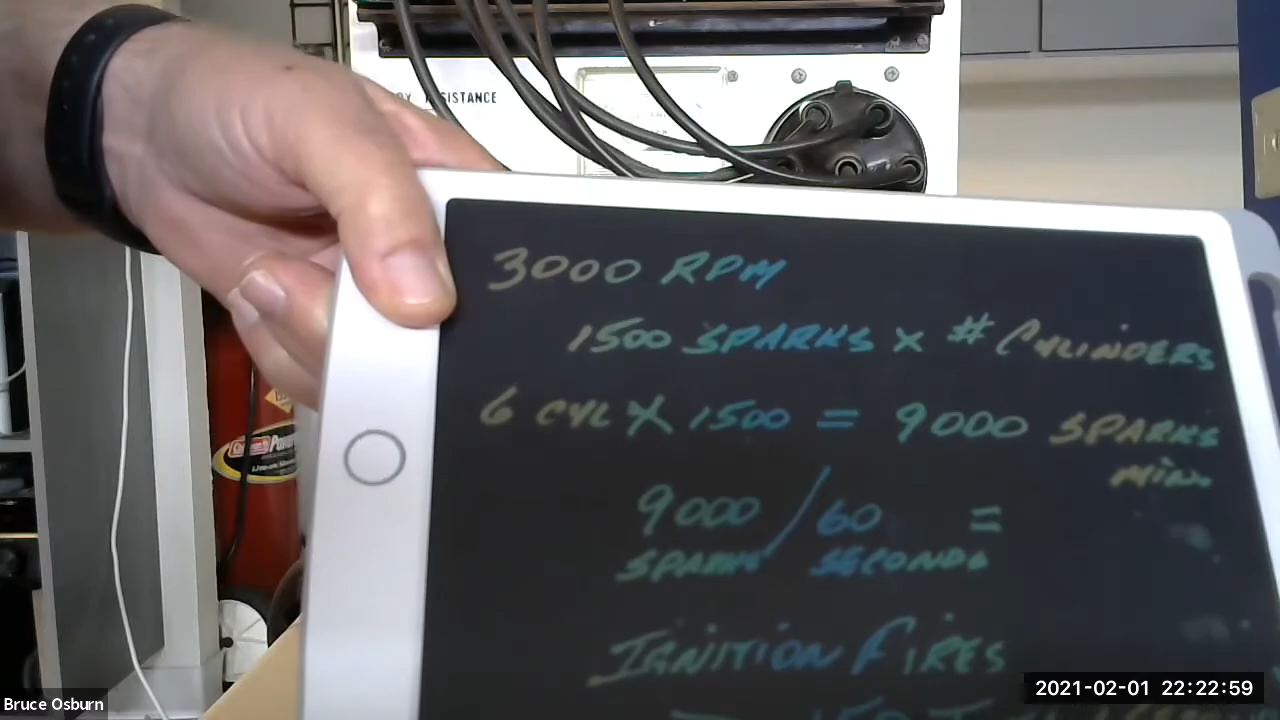 RESISTANCE
3000 RPM
1500 SPARKS X # CYLINDERS
6 CYL X 1500 = 9000 SPARKS
MIN
9000 / 60 =
SPARKS SECONDS
IGNITION FIRES
Bruce Osburn
2021-02-01 22:22:59